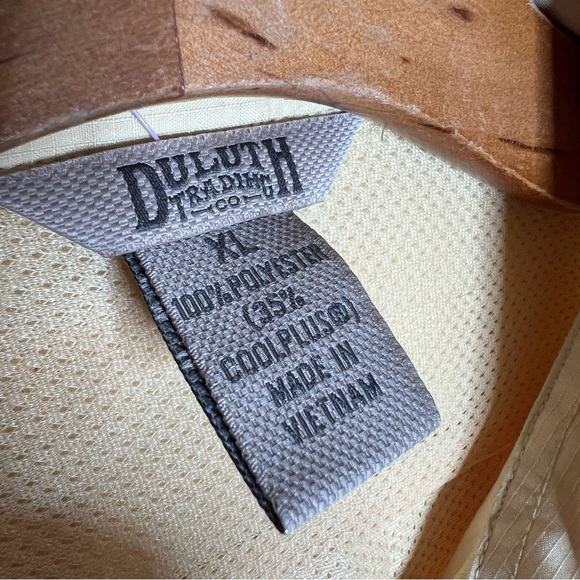 DULUTH
TRADING
CO
XL
100% POLYESTER
(35%
COOLPLUS®)
MADE IN
VIETNAM